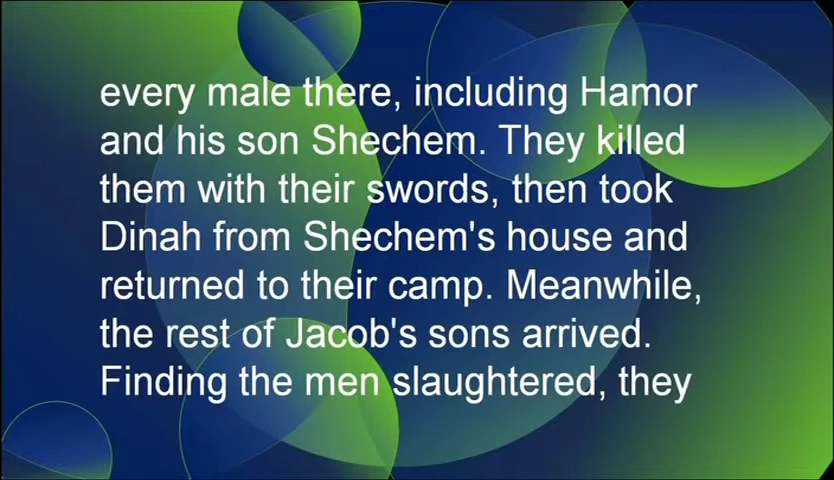 every male there, including Hamor
and his son Shechem. They killed
them with their swords, then took
Dinah from Shechem's house and
returned to their camp. Meanwhile,
the rest of Jacob's sons arrived.
Finding the men slaughtered, they